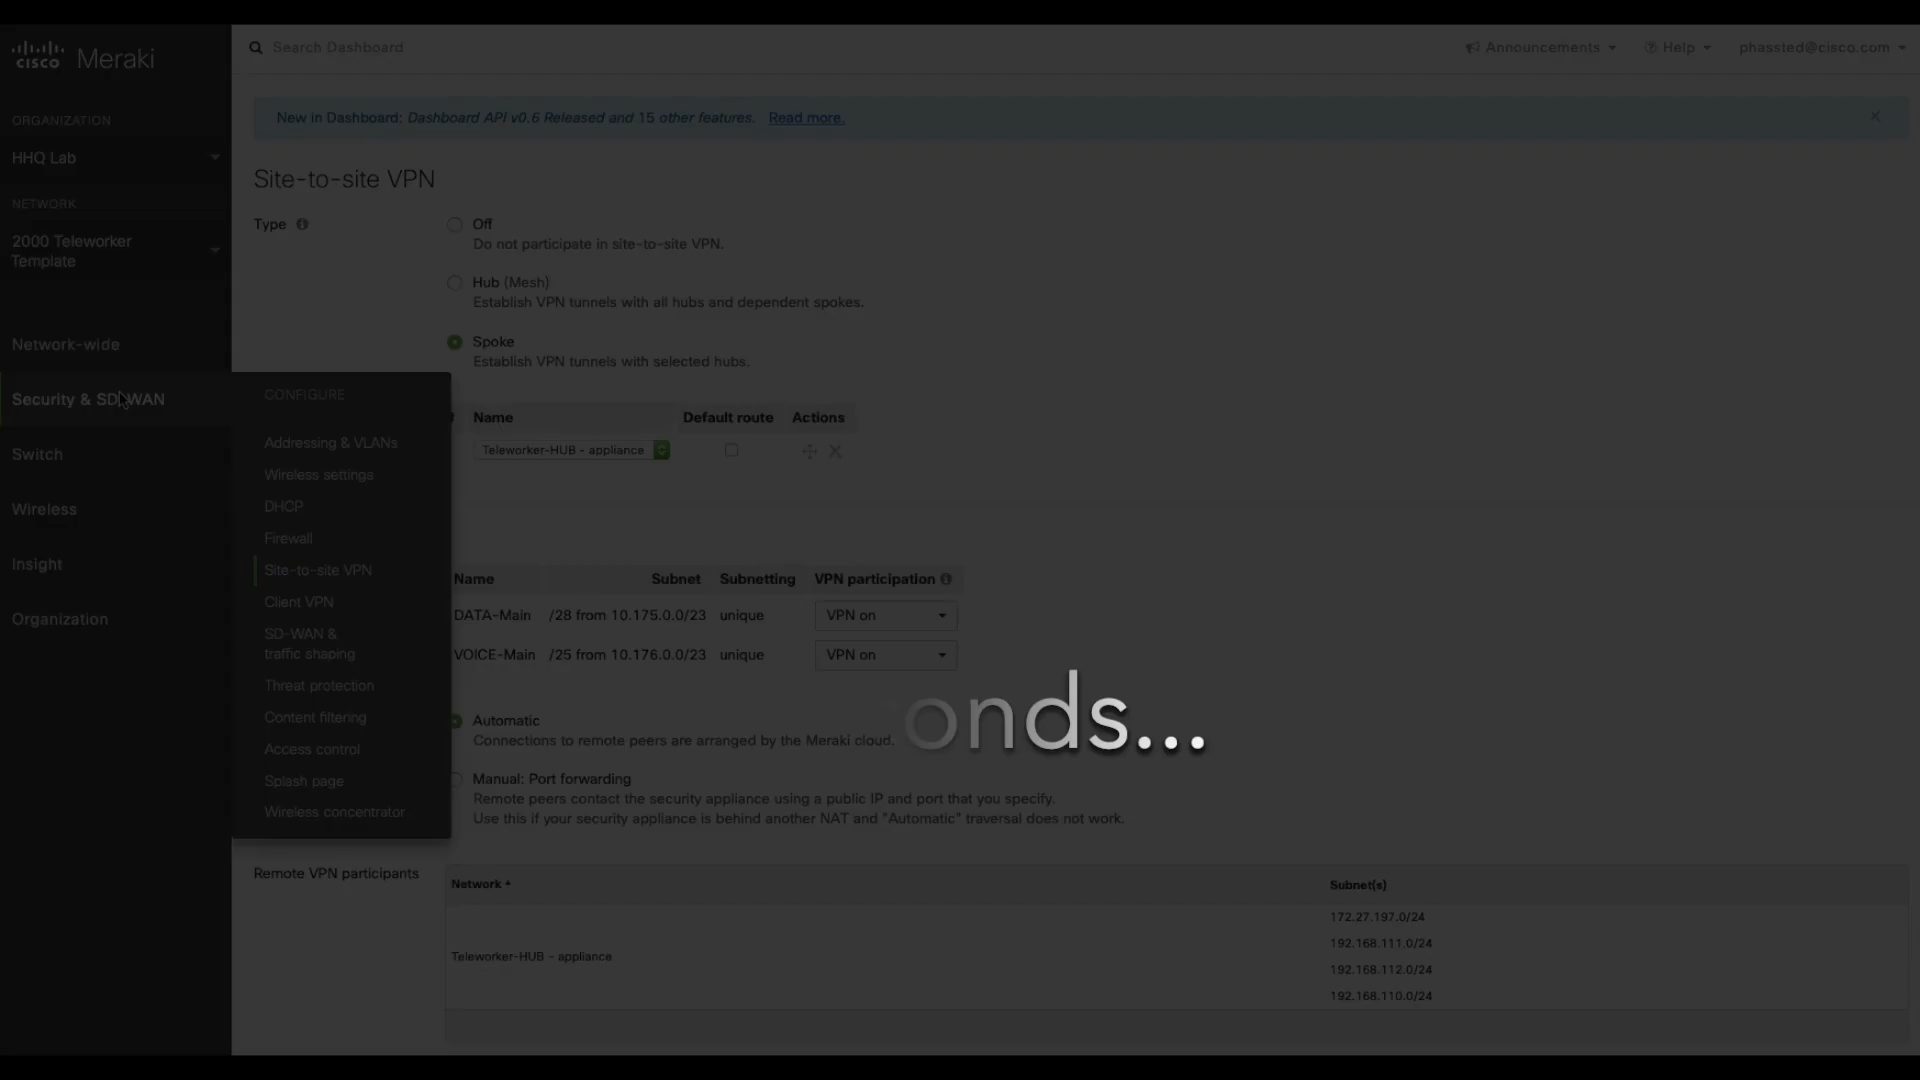 cisco Meraki
Search Dashboard
Announcements
Help
phassted@cisco.com
ORGANIZATION
HHQ Lab
NETWORK
2000 Teleworker
Template
Network-wide
Security & SD-WAN
Switch
Wireless
Insight
Organization
CONFIGURE
Addressing & VLANs
Wireless settings
DHCP
Firewall
Site-to-site VPN
Client VPN
SD-WAN &
traffic shaping
Threat protection
Content filtering
Access control
Splash page
Wireless concentrator
New in Dashboard: Dashboard API v0.6 Released and 15 other features. Read more.
Site-to-site VPN
Type
Off
Do not participate in site-to-site VPN.
Hub (Mesh)
Establish VPN tunnels with all hubs and dependent spokes.
Spoke
Establish VPN tunnels with selected hubs.
Name Default route Actions
Teleworker-HUB - appliance
Name Subnet Subnetting VPN participation
DATA-Main /28 from 10.175.0.0/23 unique VPN on
VOICE-Main /25 from 10.176.0.0/23 unique VPN on
onds...
Automatic
Connections to remote peers are arranged by the Meraki cloud.
Manual: Port forwarding
Remote peers contact the security appliance using a public IP and port that you specify.
Use this if your security appliance is behind another NAT and "Automatic" traversal does not work.
Remote VPN participants
Network Subnet(s)
Teleworker-HUB - appliance
172.27.197.0/24
192.168.111.0/24
192.168.112.0/24
192.168.110.0/24